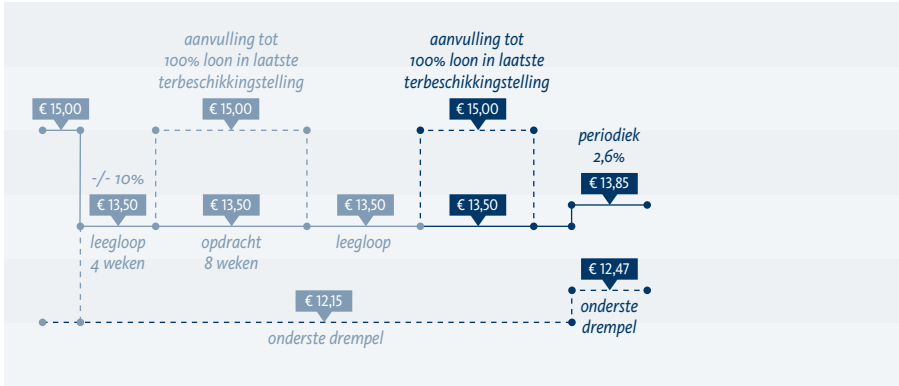 aanvulling tot
100% loon in laatste
terbeschikkingstelling
aanvulling tot
100% loon in laatste
terbeschikkingstelling
€ 15,00
€ 15,00
€ 15,00
periodiek
2,6%
-/- 10%
€ 13,85
€ 13,50
€ 13,50
€ 13,50
€ 13,50
leegloop
4 weken
opdracht
8 weken
leegloop
€ 12,47
€ 12,15
onderste
drempel
onderste drempel